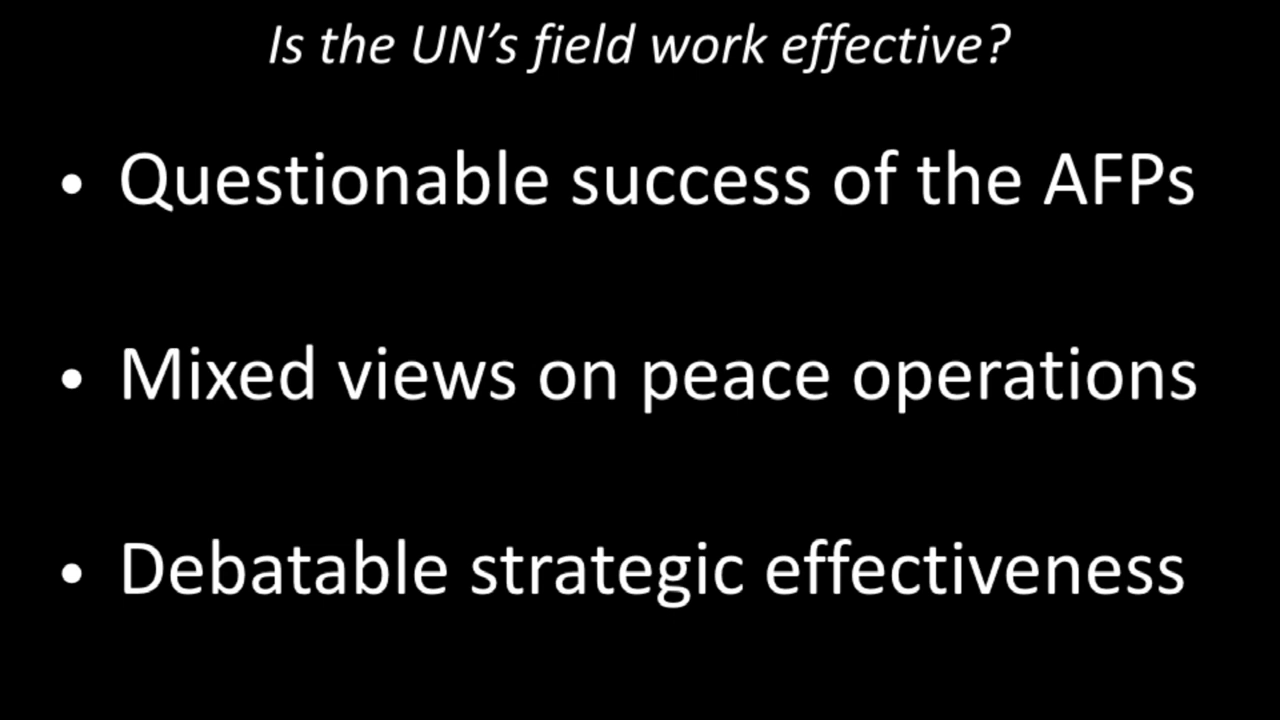 Is the UN’s field work effective?
• Questionable success of the AFPs
• Mixed views on peace operations
• Debatable strategic effectiveness